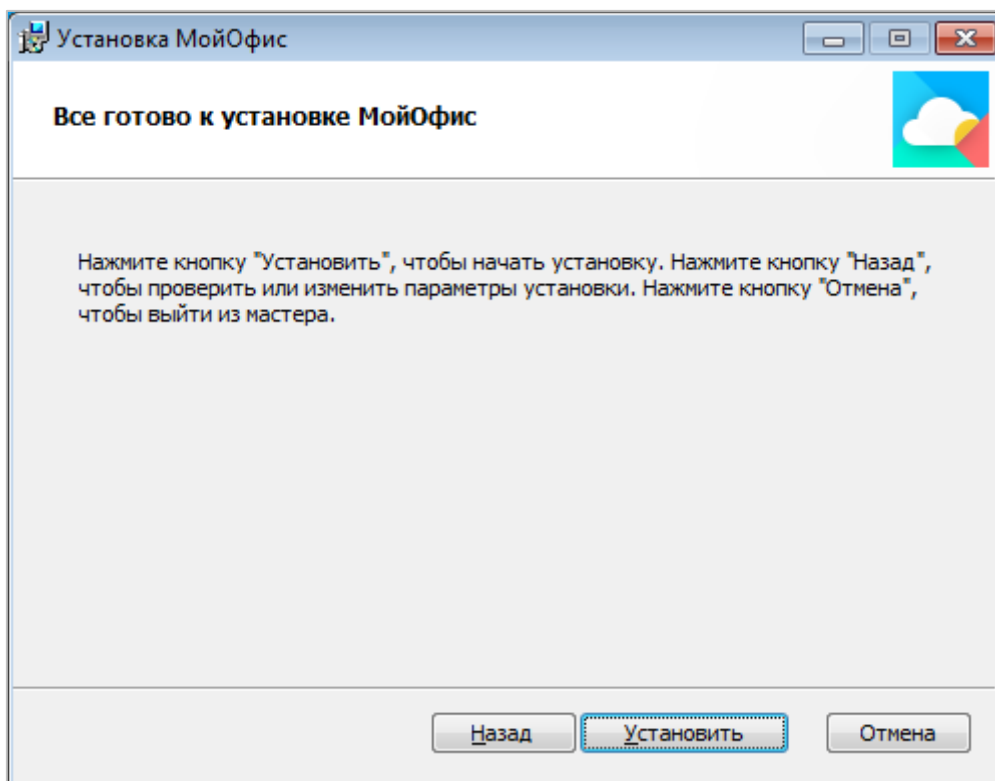 Установка МойОфис
Все готово к установке МойОфис
Нажмите кнопку "Установить", чтобы начать установку. Нажмите кнопку "Назад",
чтобы проверить или изменить параметры установки. Нажмите кнопку "Отмена",
чтобы выйти из мастера.
Назад
Установить
Отмена